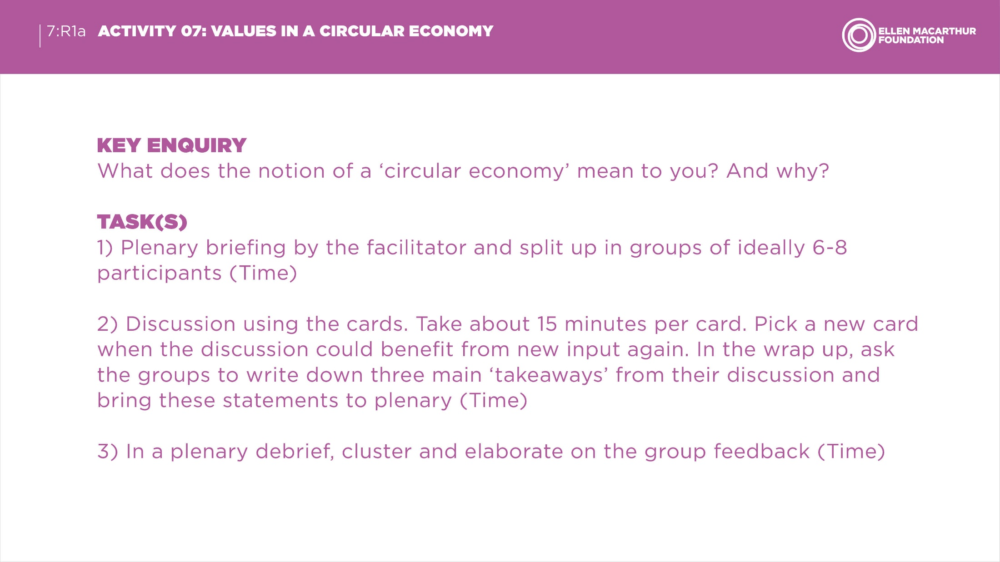 7:R1a ACTIVITY 07: VALUES IN A CIRCULAR ECONOMY
ELLEN MACARTHUR
FOUNDATION
KEY ENQUIRY
What does the notion of a ‘circular economy’ mean to you? And why?
TASK(S)
1) Plenary briefing by the facilitator and split up in groups of ideally 6-8
participants (Time)
2) Discussion using the cards. Take about 15 minutes per card. Pick a new card
when the discussion could benefit from new input again. In the wrap up, ask
the groups to write down three main ‘takeaways’ from their discussion and
bring these statements to plenary (Time)
3) In a plenary debrief, cluster and elaborate on the group feedback (Time)